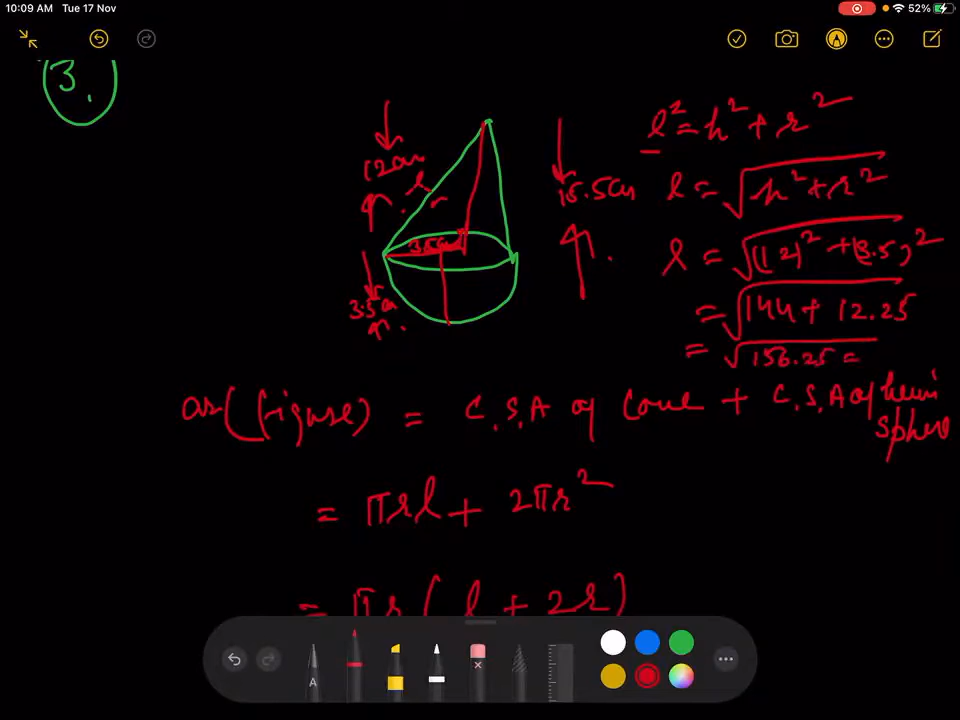 10:09 AM Tue 17 Nov
52%
3.
12cm
l
3.5cm
3.5cm
15.5cm
l² = h² + r²
l = √h² + r²
l = √(12)² + (3.5)²
= √144 + 12.25
= √156.25 =
ar (figure) = C.S.A of Cone + C.S.A of hemi
sphere
= πrl + 2πr²
= πr ( l + 2r)
A